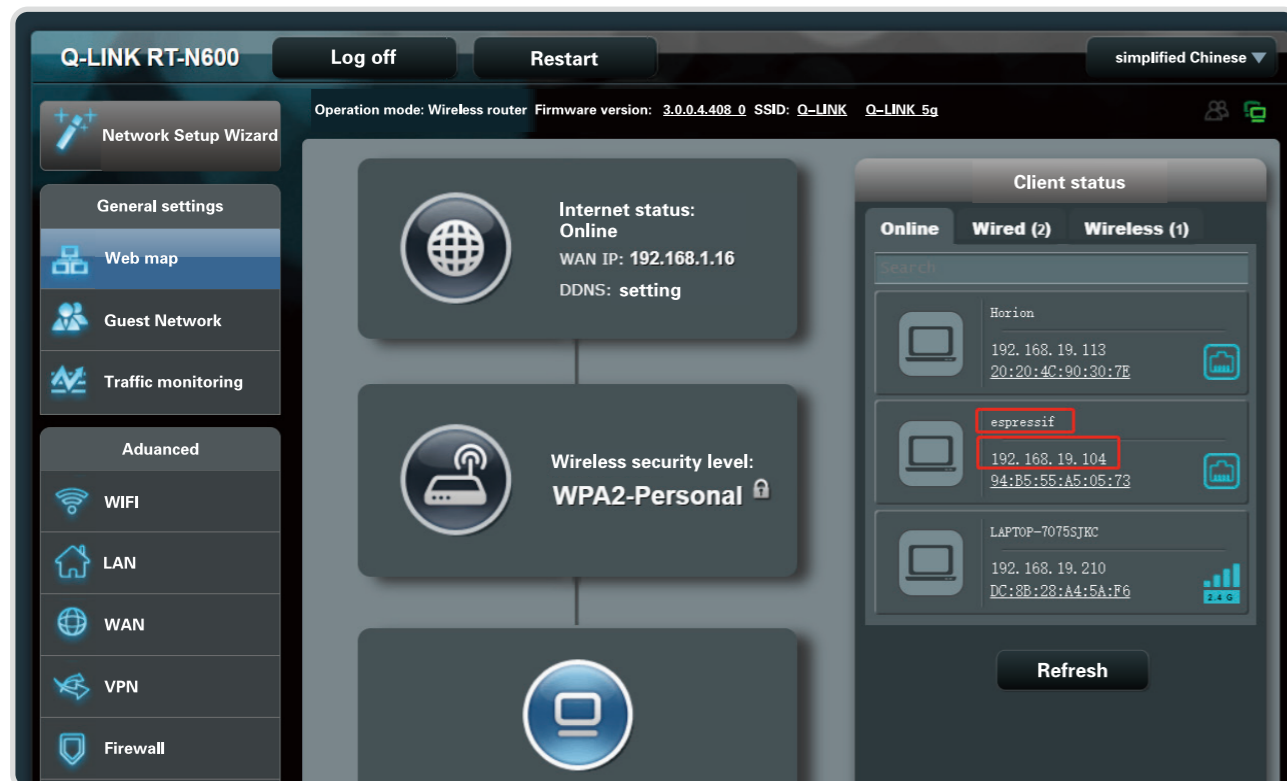 Q-LINK RT-N600
Log off
Restart
simplified Chinese
Operation mode: Wireless router Firmware version: 3.0.0.4.408_0 SSID: Q-LINK Q-LINK_5g
Network Setup Wizard
General settings
Web map
Guest Network
Traffic monitoring
Aduanced
WIFI
LAN
WAN
VPN
Firewall
Internet status:
Online
WAN IP: 192.168.1.16
DDNS: setting
Wireless security level:
WPA2-Personal
Client status
Online Wired (2) Wireless (1)
Search
Horion
192.168.19.113
20:20:4C:90:30:7E
espressif
192.168.19.104
94:B5:55:A5:05:73
LAPTOP-7075SJKC
192.168.19.210
DC:8B:28:A4:5A:F6
2.4 G
Refresh